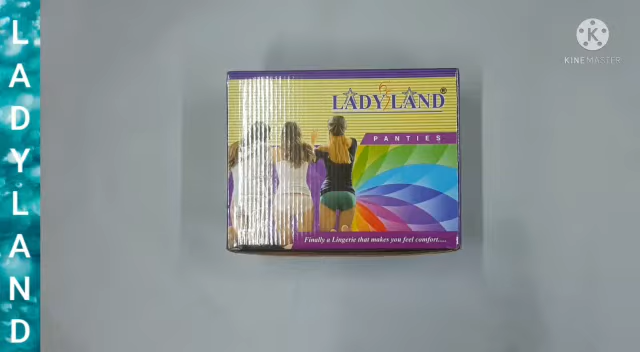 LADYLAND
LADYLAND®
PANTIES
Finally a Lingerie that makes you feel comfort.....
K
KINEMASTER